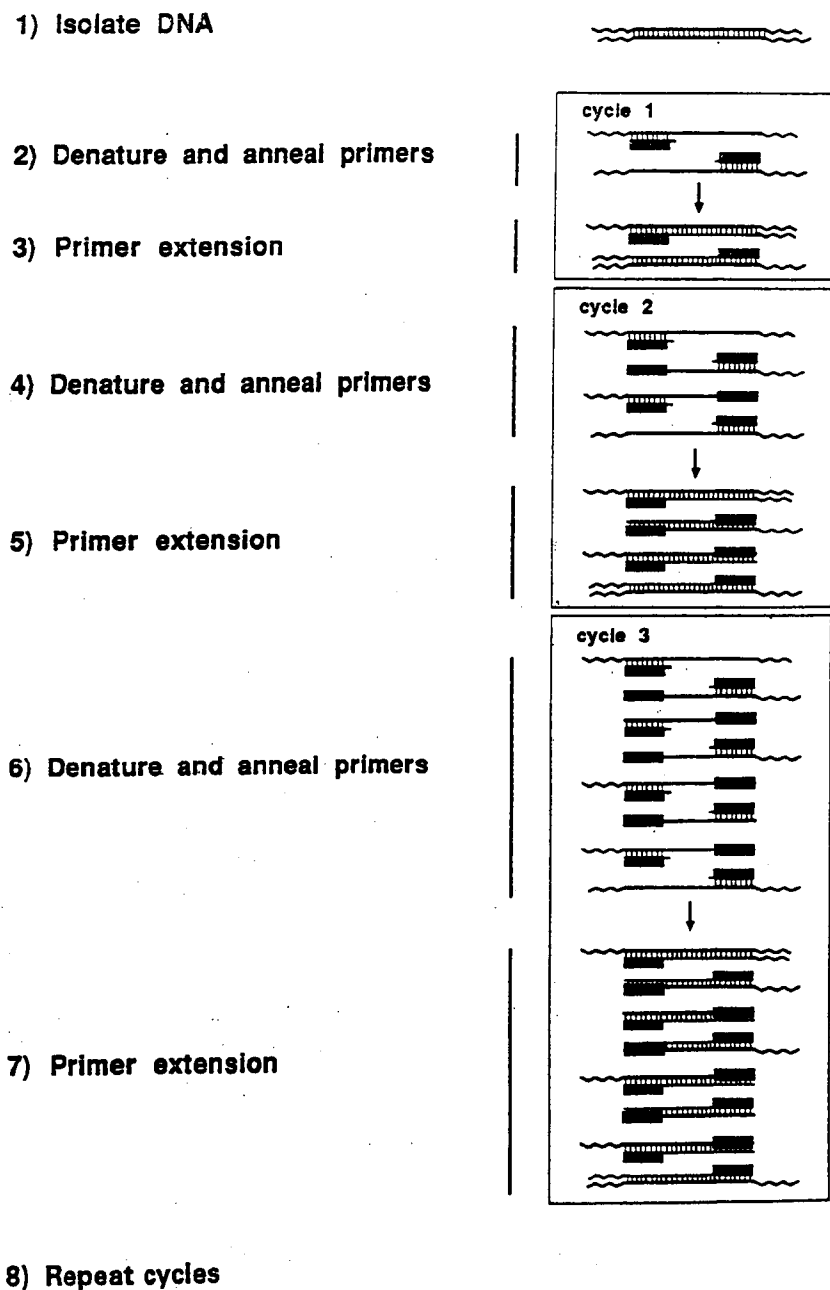 1) Isolate DNA
cycle 1
2) Denature and anneal primers
3) Primer extension
cycle 2
4) Denature and anneal primers
5) Primer extension
cycle 3
6) Denature and anneal primers
7) Primer extension
8) Repeat cycles